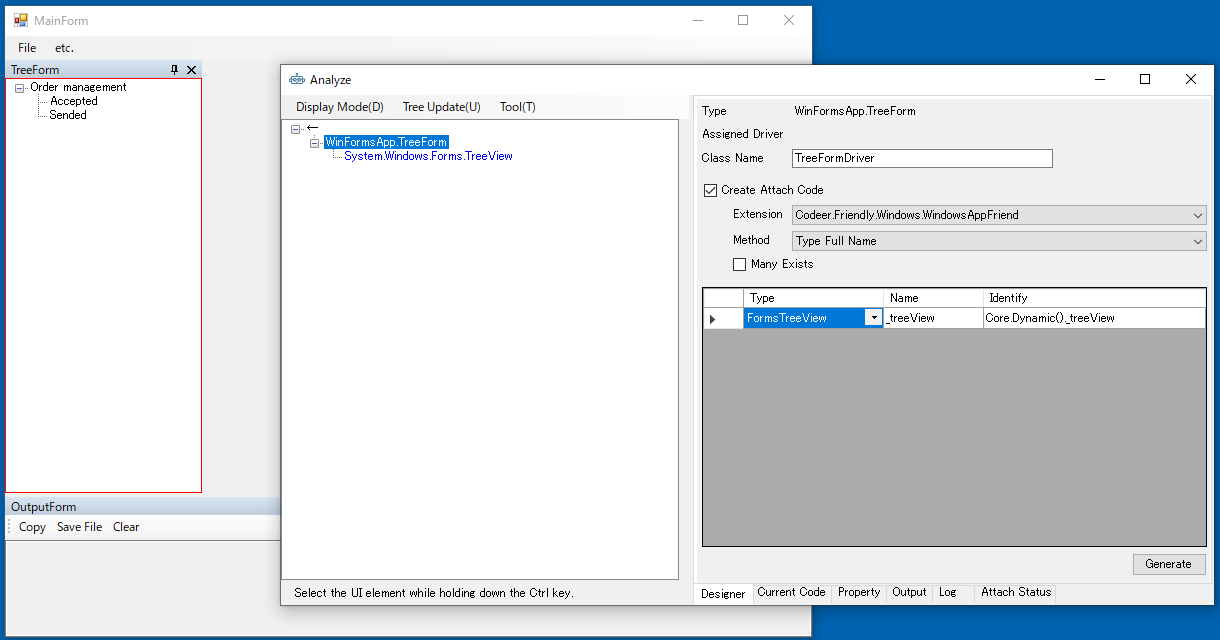 MainForm
File etc.
TreeForm
Order management
Accepted
Sended
OutputForm
Copy Save File Clear
Analyze
Display Mode(D) Tree Update(U) Tool(T)
←
WinFormsApp.TreeForm
System.Windows.Forms.TreeView
Select the UI element while holding down the Ctrl key.
Type WinFormsApp.TreeForm
Assigned Driver
Class Name TreeFormDriver
Create Attach Code
Extension Codeer.Friendly.Windows.WindowsAppFriend
Method Type Full Name
Many Exists
Type Name Identify
FormsTreeView _treeView Core.Dynamic()._treeView
Generate
Designer Current Code Property Output Log Attach Status